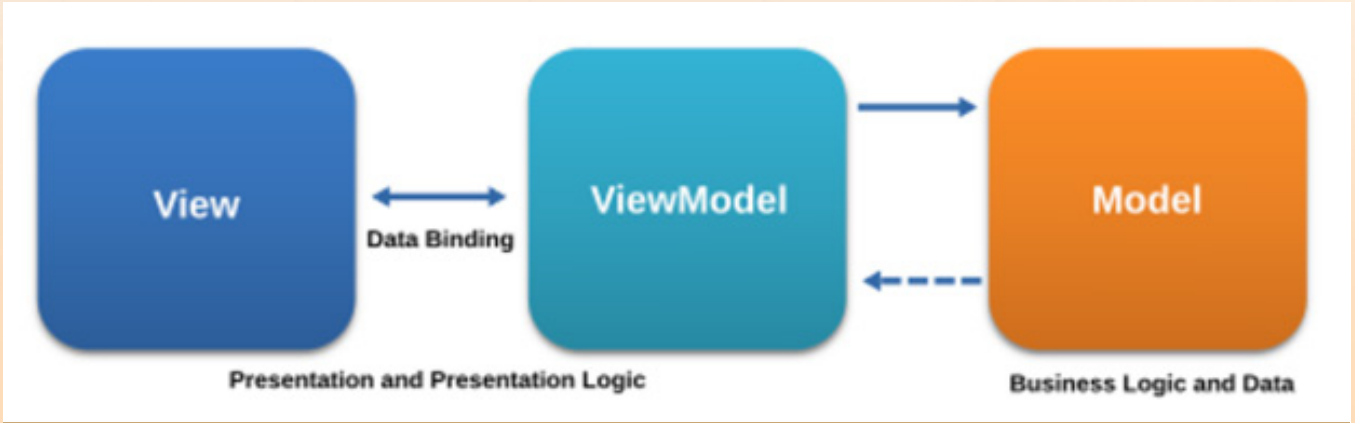 View
Data Binding
ViewModel
Model
Presentation and Presentation Logic
Business Logic and Data